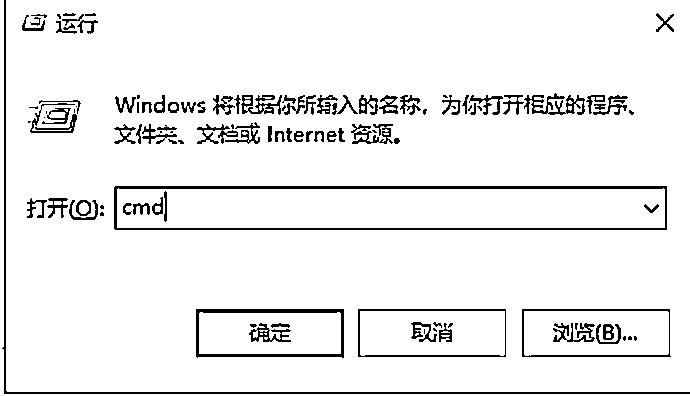 运行
Windows 将根据你所输入的名称，为你打开相应的程序、
文件夹、文档或 Internet 资源。
打开(O): cmd
确定 取消 浏览(B)...